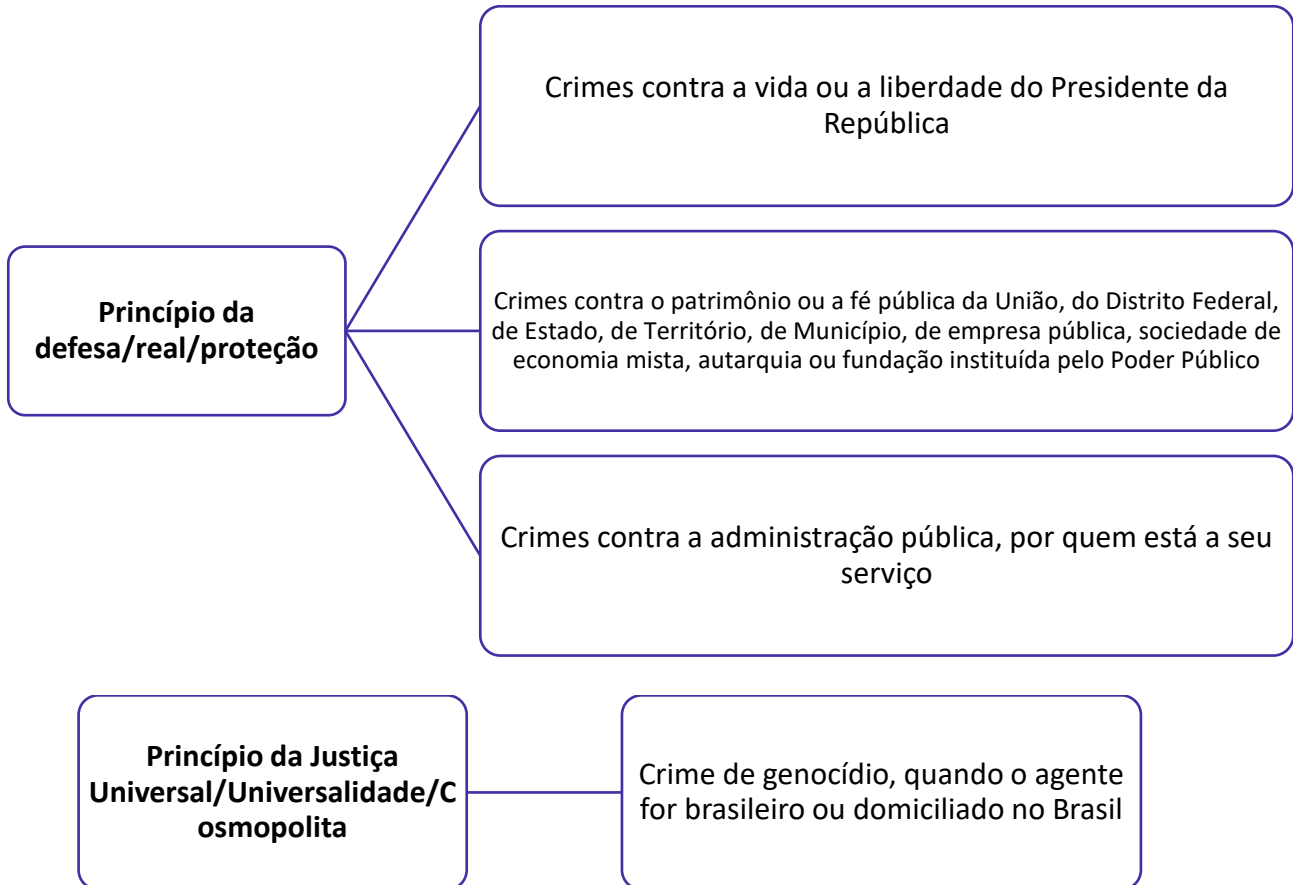 Crimes contra a vida ou a liberdade do Presidente da
República
Princípio da
defesa/real/proteção
Crimes contra o patrimônio ou a fé pública da União, do Distrito Federal,
de Estado, de Território, de Município, de empresa pública, sociedade de
economia mista, autarquia ou fundação instituída pelo Poder Público
Crimes contra a administração pública, por quem está a seu
serviço
Princípio da Justiça
Universal/Universalidade/C
osmopolita
Crime de genocídio, quando o agente
for brasileiro ou domiciliado no Brasil